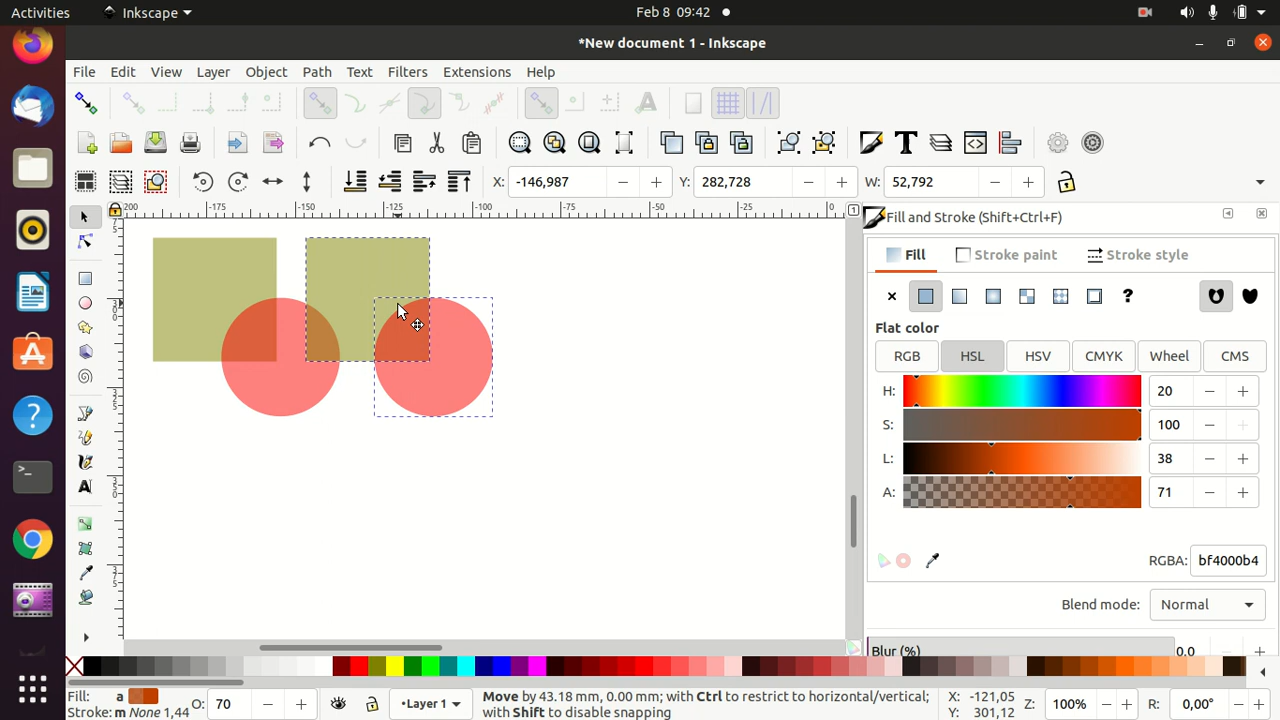 Activities Inkscape Feb 8 09:42
*New document 1 - Inkscape
File Edit View Layer Object Path Text Filters Extensions Help
X: -146,987 Y: 282,728 W: 52,792
-200 -175 -150 -125 -100 -75 -50 -25 0 1
Fill and Stroke (Shift+Ctrl+F)
Fill Stroke paint Stroke style
Flat color
RGB HSL HSV CMYK Wheel CMS
H: 20
S: 100
L: 38
A: 71
RGBA: bf4000b4
Blend mode: Normal
Blur (%) 0.0
Fill: a O: 70 •Layer 1 Move by 43.18 mm, 0.00 mm; with Ctrl to restrict to horizontal/vertical; X: -121,05 Z: 100% R: 0,00°
Stroke: m None 1,44 with Shift to disable snapping Y: 301,12